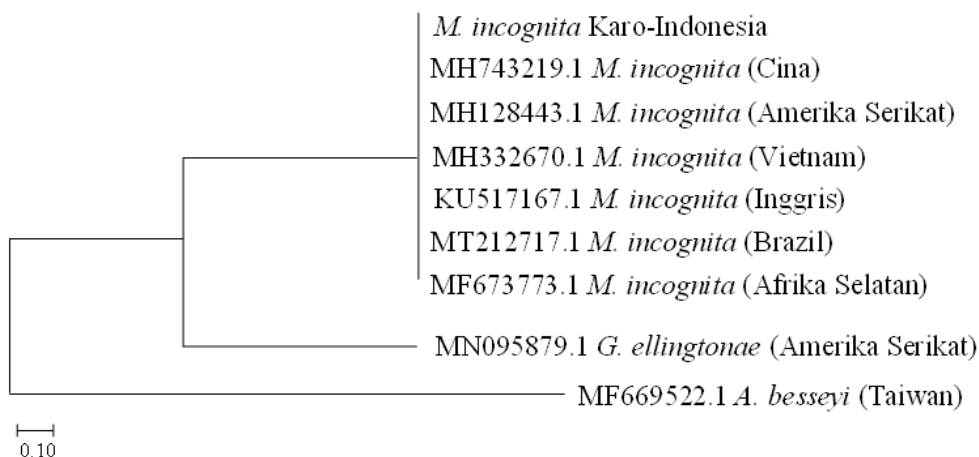 M. incognita Karo-Indonesia
MH743219.1 M. incognita (Cina)
MH128443.1 M. incognita (Amerika Serikat)
MH332670.1 M. incognita (Vietnam)
KU517167.1 M. incognita (Inggris)
MT212717.1 M. incognita (Brazil)
MF673773.1 M. incognita (Afrika Selatan)
MN095879.1 G. ellingtonae (Amerika Serikat)
MF669522.1 A. besseyi (Taiwan)
0.10